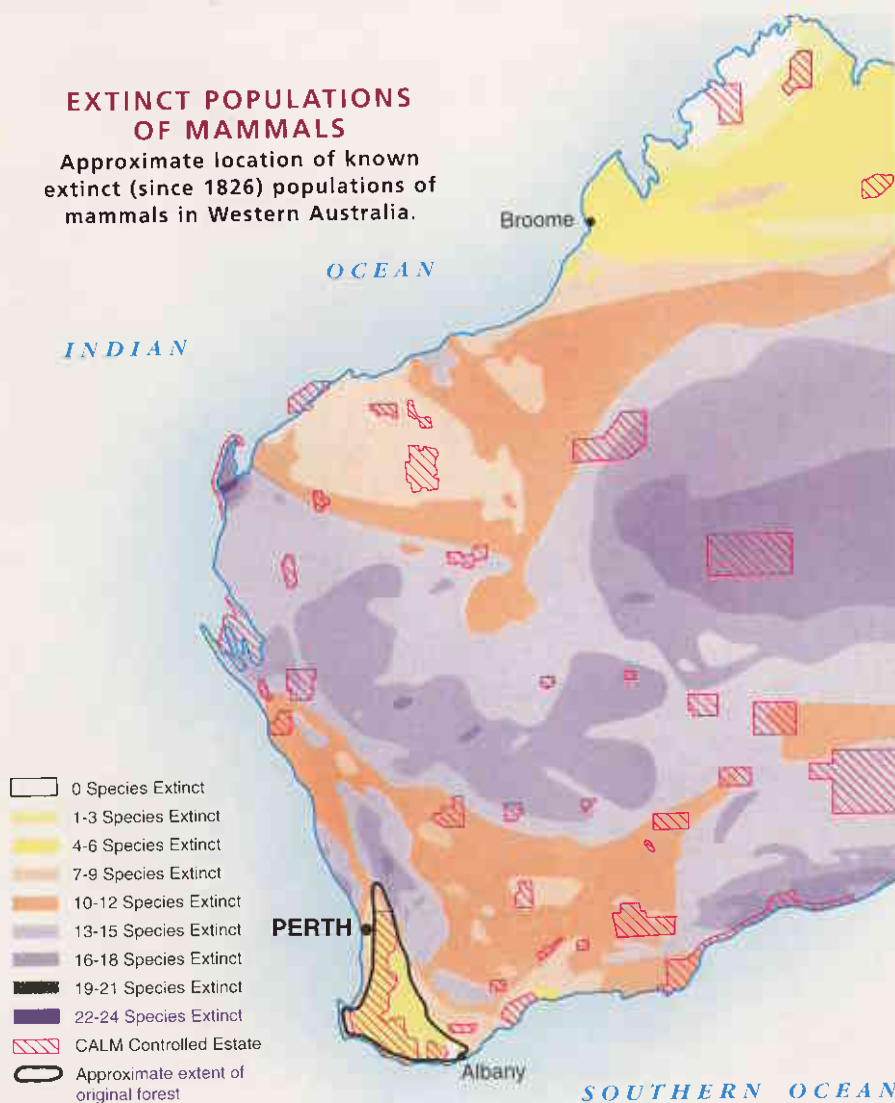 EXTINCT POPULATIONS
OF MAMMALS
Approximate location of known
extinct (since 1826) populations of
mammals in Western Australia.
Broome
OCEAN
INDIAN
0 Species Extinct
1-3 Species Extinct
4-6 Species Extinct
7-9 Species Extinct
10-12 Species Extinct
13-15 Species Extinct
16-18 Species Extinct
19-21 Species Extinct
22-24 Species Extinct
CALM Controlled Estate
Approximate extent of
original forest
PERTH
Albany
SOUTHERN OCEAN